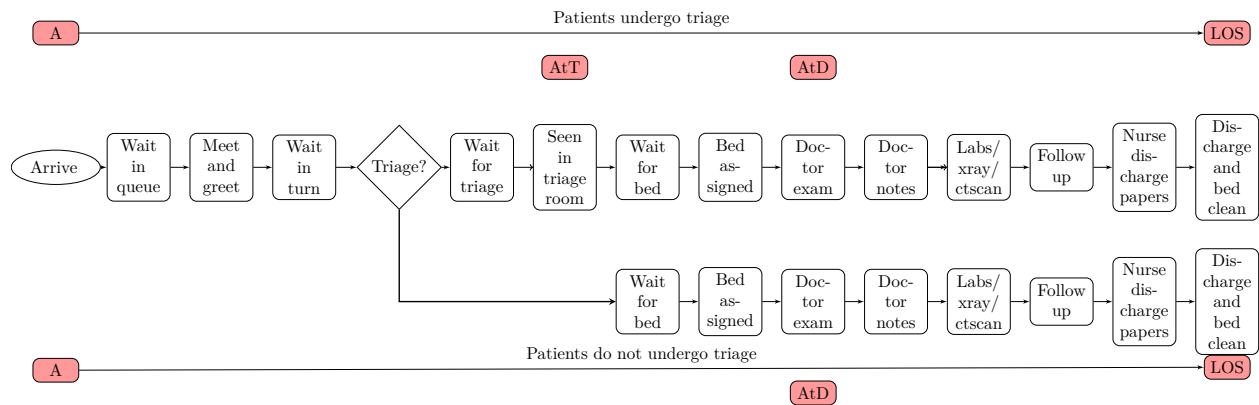 Patients undergo triage
A
LOS
AtT
AtD
Arrive
Wait
in
queue
Meet
and
greet
Wait
in
turn
Triage?
Wait
for
triage
Seen
in
triage
room
Wait
for
bed
Bed
as-
signed
Doc-
tor
exam
Doc-
tor
notes
Labs/
xray/
ctscan
Follow
up
Nurse
dis-
charge
papers
Dis-
charge
and
bed
clean
Wait
for
bed
Bed
as-
signed
Doc-
tor
exam
Doc-
tor
notes
Labs/
xray/
ctscan
Follow
up
Nurse
dis-
charge
papers
Dis-
charge
and
bed
clean
Patients do not undergo triage
A
LOS
AtD